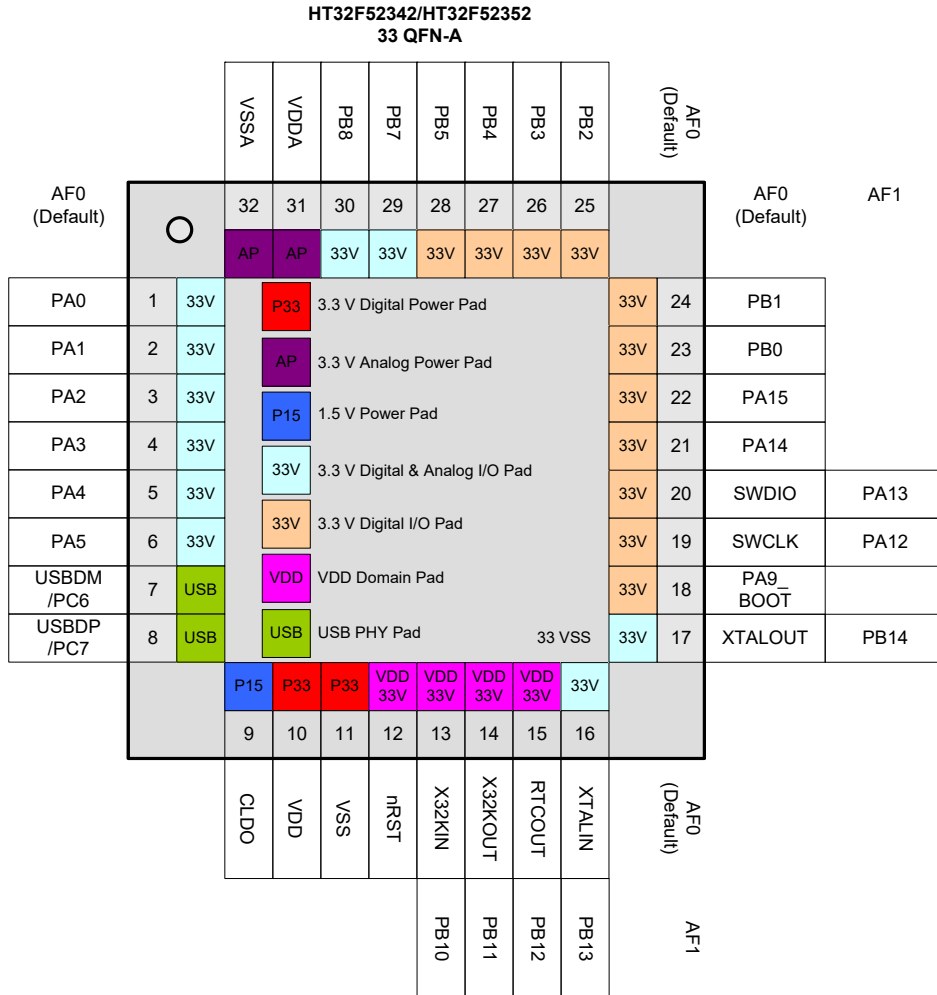 HT32F52342/HT32F52352
33 QFN-A
VSSA
VDDA
PB8
PB7
PB5
PB4
PB3
PB2
AF0
(Default)
AF0
(Default)
32
31
30
29
28
27
26
25
AF0
(Default)
AF1
AP
AP
33V
33V
33V
33V
33V
33V
PA0
1
33V
P33
3.3 V Digital Power Pad
33V
24
PB1
PA1
2
33V
AP
3.3 V Analog Power Pad
33V
23
PB0
PA2
3
33V
P15
1.5 V Power Pad
33V
22
PA15
PA3
4
33V
33V
3.3 V Digital & Analog I/O Pad
33V
21
PA14
PA4
5
33V
33V
3.3 V Digital I/O Pad
33V
20
SWDIO
PA13
PA5
6
33V
VDD
VDD Domain Pad
33V
19
SWCLK
PA12
USBDM
/PC6
7
USB
33V
18
PA9_
BOOT
USBDP
/PC7
8
USB
USB
USB PHY Pad
33 VSS
33V
17
XTALOUT
PB14
P15
P33
P33
VDD
33V
VDD
33V
VDD
33V
VDD
33V
33V
9
10
11
12
13
14
15
16
CLDO
VDD
VSS
nRST
X32KIN
X32KOUT
RTCOUT
XTALIN
AF0
(Default)
PB10
PB11
PB12
PB13
AF1